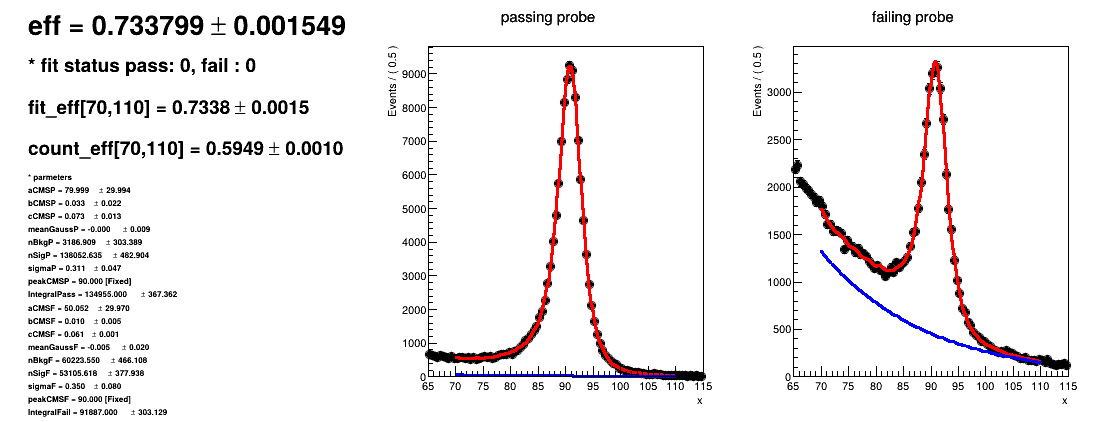 eff = 0.733799 ± 0.001549
* fit status pass: 0, fail : 0
fit_eff[70,110] = 0.7338 ± 0.0015
count_eff[70,110] = 0.5949 ± 0.0010
* parmeters
aCMSP = 79.999 ± 29.994
bCMSP = 0.033 ± 0.022
cCMSP = 0.073 ± 0.013
meanGaussP = -0.000 ± 0.009
nBkgP = 3186.909 ± 303.389
nSigP = 138052.635 ± 482.904
sigmaP = 0.311 ± 0.047
peakCMSP = 90.000 [Fixed]
IntegralPass = 134955.000 ± 367.362
aCMSF = 50.052 ± 29.970
bCMSF = 0.010 ± 0.005
cCMSF = 0.061 ± 0.001
meanGaussF = -0.005 ± 0.020
nBkgF = 60223.550 ± 466.108
nSigF = 53105.618 ± 377.938
sigmaF = 0.350 ± 0.080
peakCMSF = 90.000 [Fixed]
IntegralFail = 91887.000 ± 303.129
passing probe
Events / ( 0.5 )
9000
8000
7000
6000
5000
4000
3000
2000
1000
0
65 70 75 80 85 90 95 100 105 110 115
x
failing probe
Events / ( 0.5 )
3000
2500
2000
1500
1000
500
0
65 70 75 80 85 90 95 100 105 110 115
x